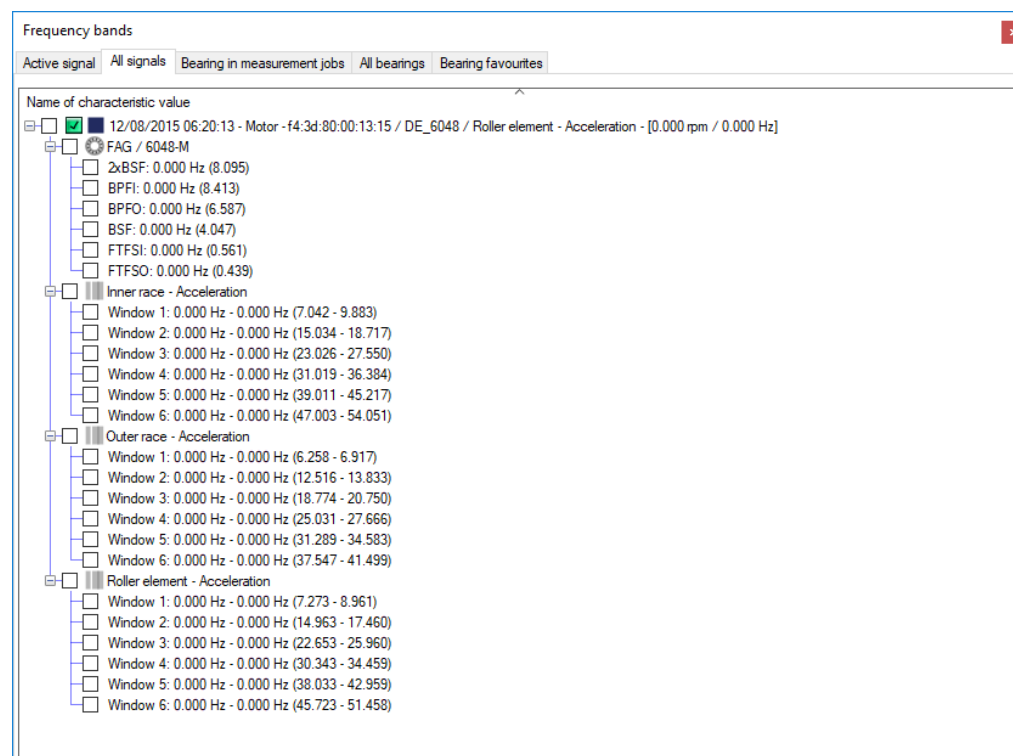 Frequency bands
Active signal All signals Bearing in measurement jobs All bearings Bearing favourites
Name of characteristic value
12/08/2015 06:20:13 - Motor - f4:3d:80:00:13:15 / DE_6048 / Roller element - Acceleration - [0.000 rpm / 0.000 Hz]
FAG / 6048-M
2xBSF: 0.000 Hz (8.095)
BPFI: 0.000 Hz (8.413)
BPFO: 0.000 Hz (6.587)
BSF: 0.000 Hz (4.047)
FTFSI: 0.000 Hz (0.561)
FTFSO: 0.000 Hz (0.439)
Inner race - Acceleration
Window 1: 0.000 Hz - 0.000 Hz (7.042 - 9.883)
Window 2: 0.000 Hz - 0.000 Hz (15.034 - 18.717)
Window 3: 0.000 Hz - 0.000 Hz (23.026 - 27.550)
Window 4: 0.000 Hz - 0.000 Hz (31.019 - 36.384)
Window 5: 0.000 Hz - 0.000 Hz (39.011 - 45.217)
Window 6: 0.000 Hz - 0.000 Hz (47.003 - 54.051)
Outer race - Acceleration
Window 1: 0.000 Hz - 0.000 Hz (6.258 - 6.917)
Window 2: 0.000 Hz - 0.000 Hz (12.516 - 13.833)
Window 3: 0.000 Hz - 0.000 Hz (18.774 - 20.750)
Window 4: 0.000 Hz - 0.000 Hz (25.031 - 27.666)
Window 5: 0.000 Hz - 0.000 Hz (31.289 - 34.583)
Window 6: 0.000 Hz - 0.000 Hz (37.547 - 41.499)
Roller element - Acceleration
Window 1: 0.000 Hz - 0.000 Hz (7.273 - 8.961)
Window 2: 0.000 Hz - 0.000 Hz (14.963 - 17.460)
Window 3: 0.000 Hz - 0.000 Hz (22.653 - 25.960)
Window 4: 0.000 Hz - 0.000 Hz (30.343 - 34.459)
Window 5: 0.000 Hz - 0.000 Hz (38.033 - 42.959)
Window 6: 0.000 Hz - 0.000 Hz (45.723 - 51.458)